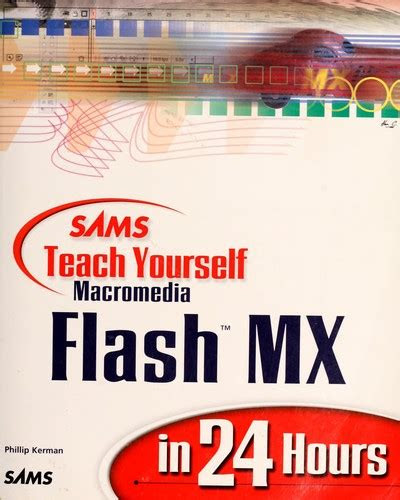 SAMS
Teach Yourself
Macromedia
Flash™ MX
in 24 Hours
Phillip Kerman
SAMS